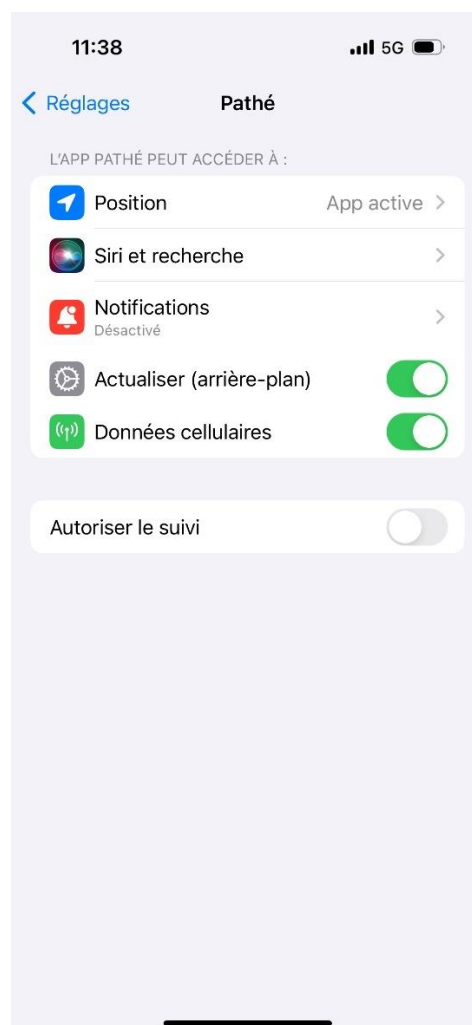 11:38 5G
Réglages Pathé
L'APP PATHÉ PEUT ACCÉDER À :
Position App active
Siri et recherche
Notifications
Désactivé
Actualiser (arrière-plan)
Données cellulaires
Autoriser le suivi